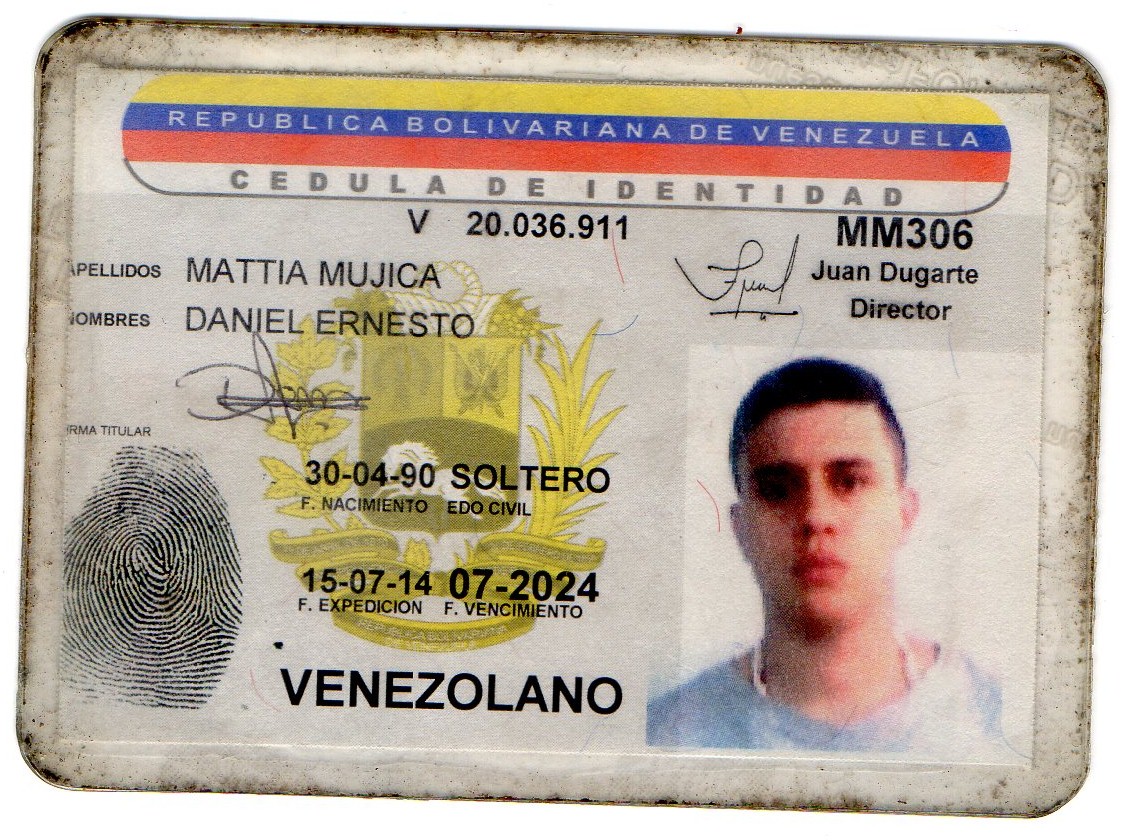 REPUBLICA BOLIVARIANA DE VENEZUELA
CEDULA DE IDENTIDAD
V 20.036.911
MM306
Juan Dugarte
Director
APELLIDOS MATTIA MUJICA
NOMBRES DANIEL ERNESTO
FIRMA TITULAR
30-04-90 SOLTERO
F. NACIMIENTO EDO CIVIL
15-07-14 07-2024
F. EXPEDICION F. VENCIMIENTO
VENEZOLANO